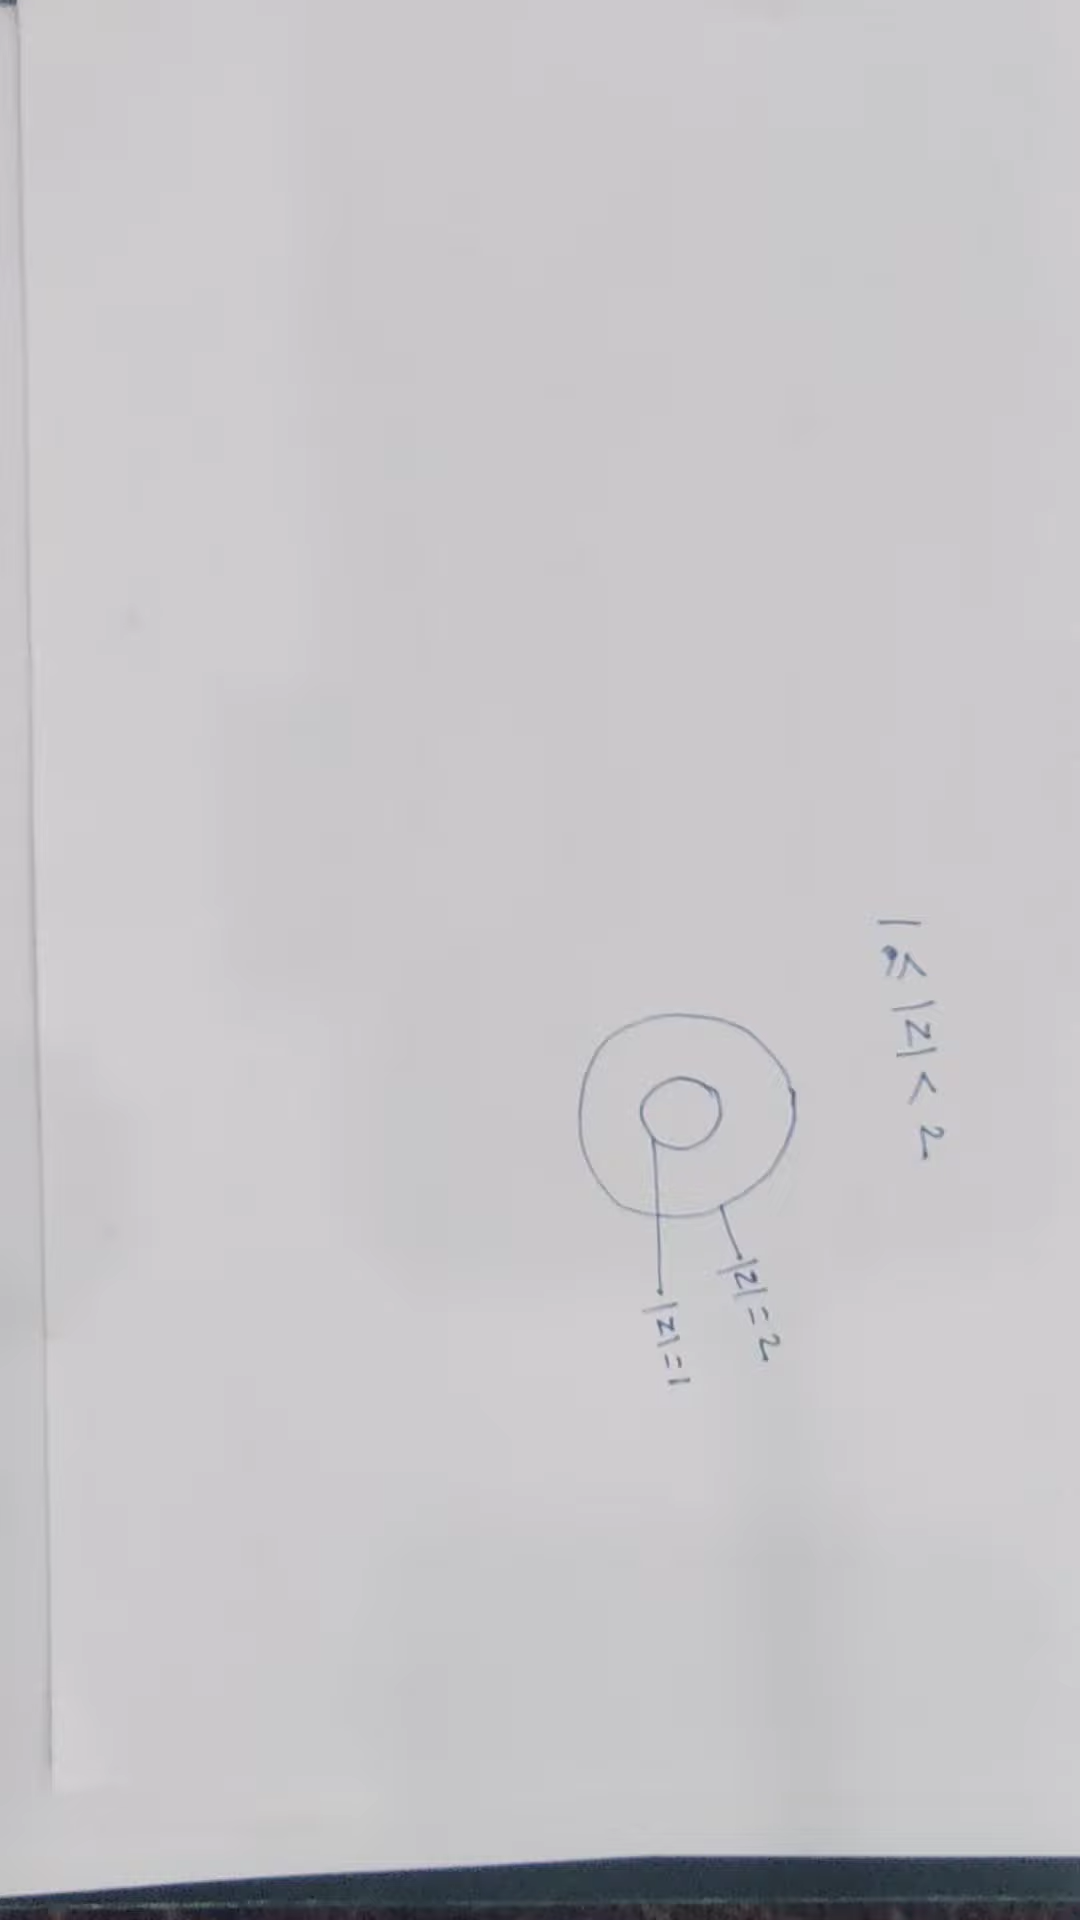 1 ≤ |z| < 2
|z| = 2
|z| = 1